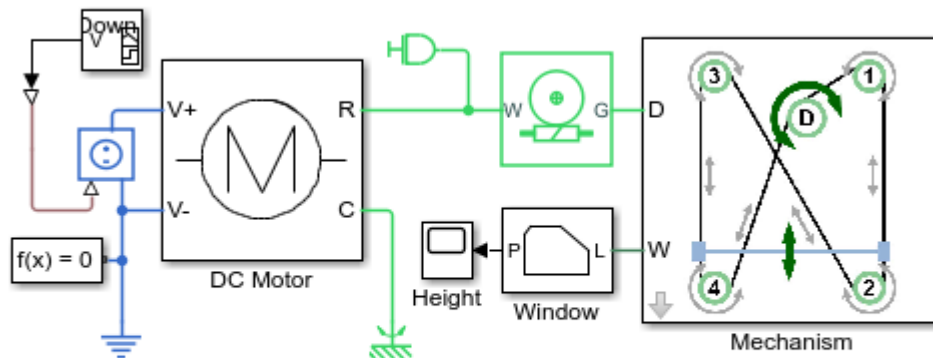 Down
V
V+
V-
f(x) = 0
R
C
DC Motor
W
G
P
L
Height
Window
D
W
3
1
D
4
2
Mechanism